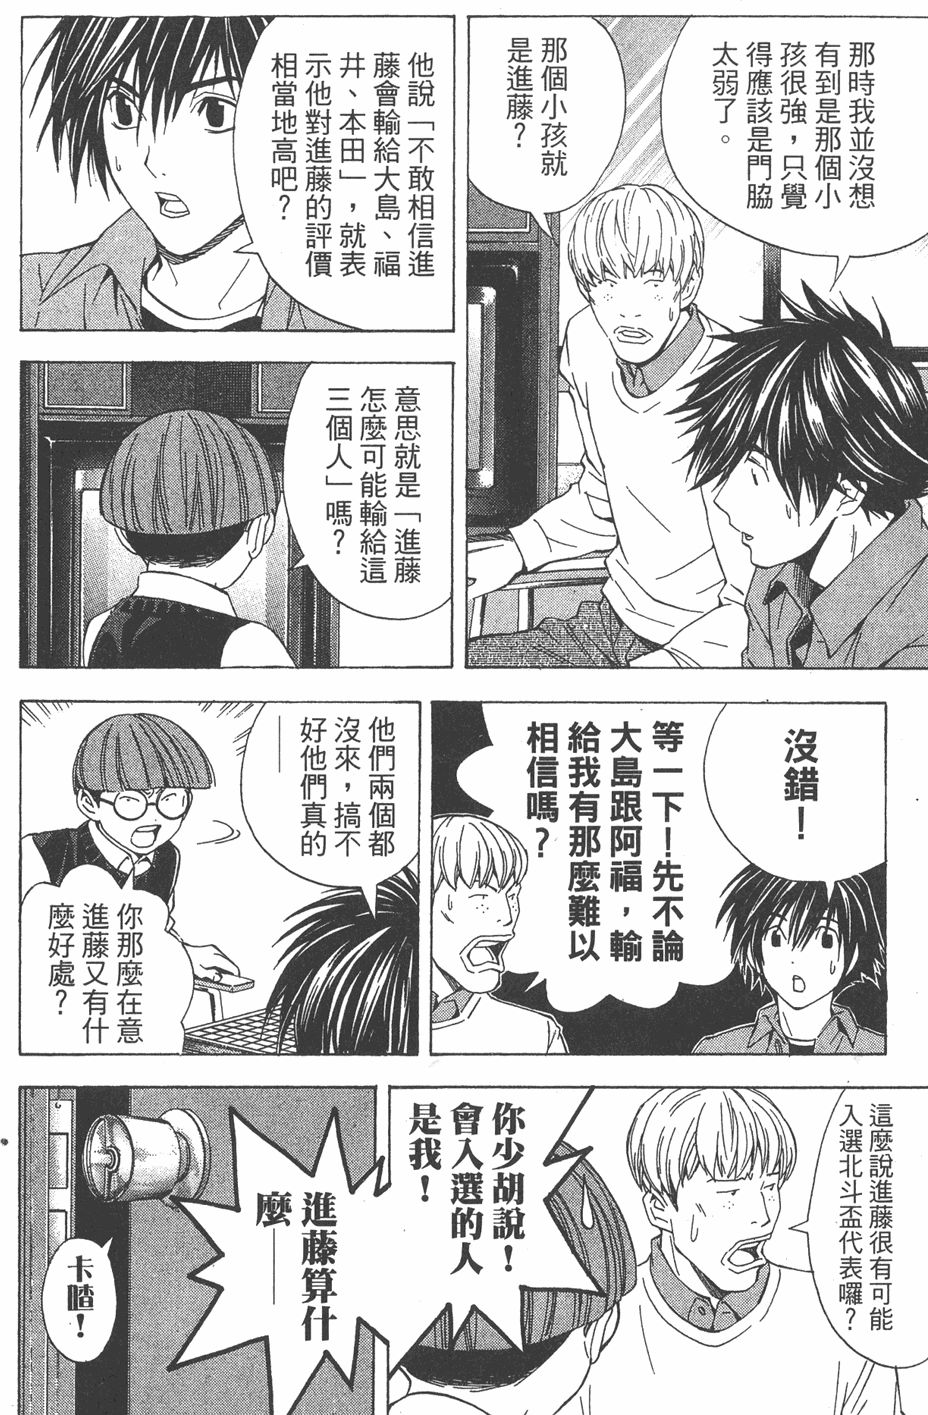 那時我並沒想
有到是那個小
孩很強，只覺
得應該是門脇
太弱了。
那個小孩就
是進藤？
他說「不敢相信進
藤會輸給大島、福
井、本田」，就表
示他對進藤的評價
相當地高吧？
意思就是「進藤
怎麼可能輸給這
三個人」嗎？
沒錯！
等一下！先不論
大島跟阿福，輸
給我有那麼難以
相信嗎？
他們兩個都
沒來，搞不
好他們真的
——
你那麼在意
進藤又有什
麼好處？
這麼說進藤很有可能
入選北斗盃代表囉？
你少胡說！
會入選的人
是我！
進藤算什
麼——
卡喳！